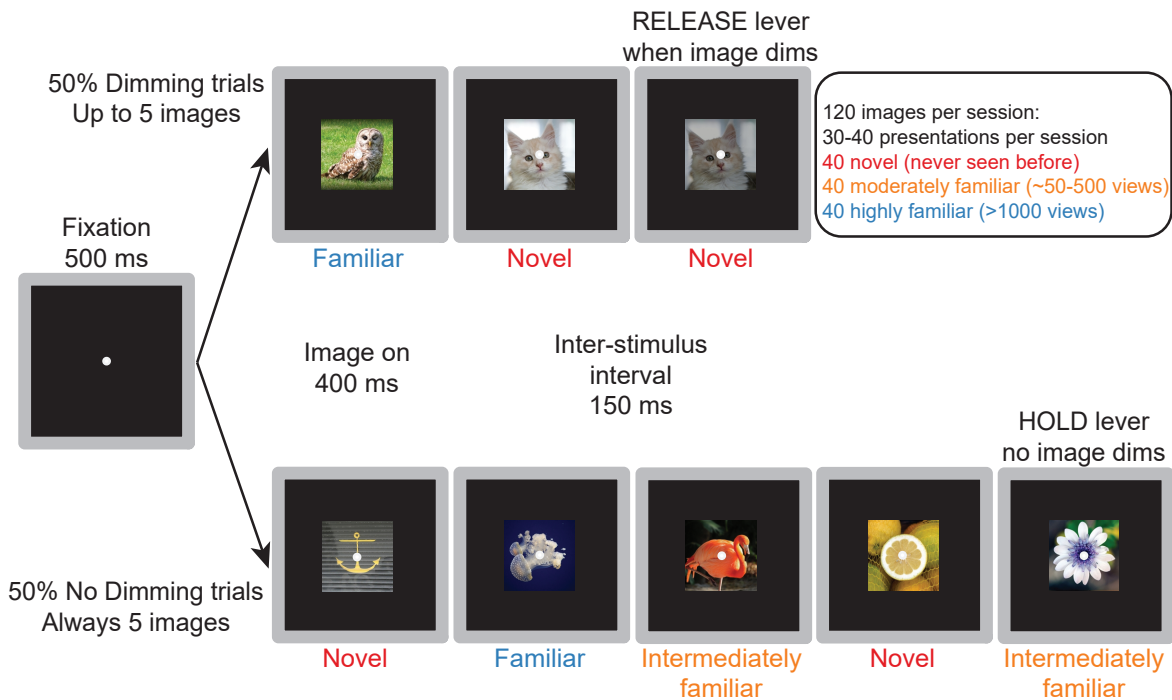 RELEASE lever
when image dims
50% Dimming trials
Up to 5 images
120 images per session:
30-40 presentations per session
40 novel (never seen before)
40 moderately familiar (~50-500 views)
40 highly familiar (>1000 views)
Familiar
Novel
Novel
Fixation
500 ms
Image on
400 ms
Inter-stimulus
interval
150 ms
HOLD lever
no image dims
50% No Dimming trials
Always 5 images
Novel
Familiar
Intermediately
familiar
Novel
Intermediately
familiar